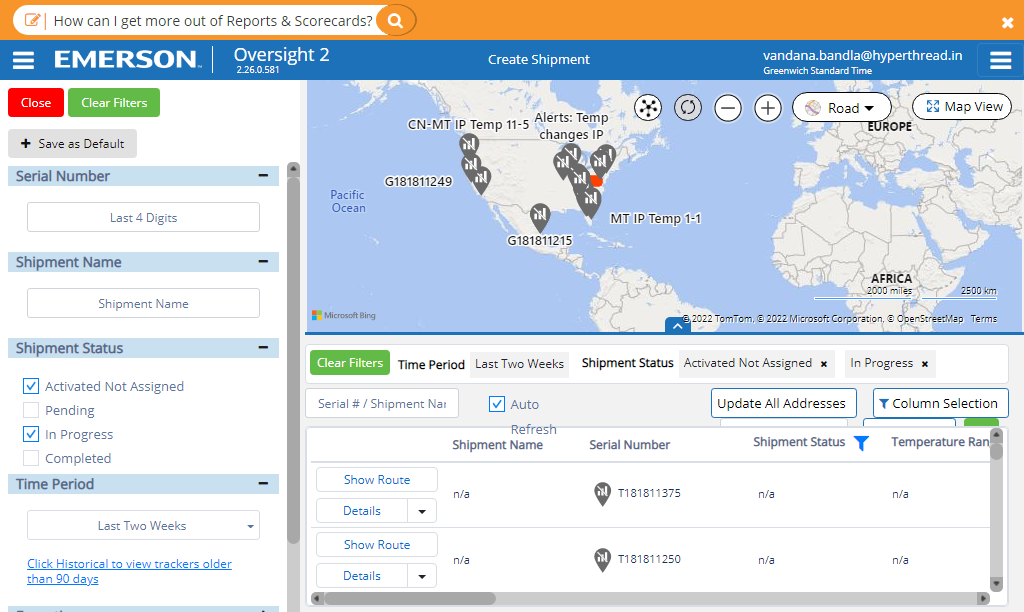 How can I get more out of Reports & Scorecards?
EMERSON
Oversight 2
2.26.0.581
Create Shipment
vandana.bandla@hyperthread.in
Greenwich Standard Time
Close
Clear Filters
+ Save as Default
Serial Number
Last 4 Digits
Shipment Name
Shipment Name
Shipment Status
Activated Not Assigned
Pending
In Progress
Completed
Time Period
Last Two Weeks
Click Historical to view trackers older
than 90 days
Road
Map View
EUROPE
CN-MT IP Temp 11-5
Alerts: Temp
changes IP
G181811249
Pacific
Ocean
MT IP Temp 1-1
G181811215
AFRICA
2000 miles
2500 km
Microsoft Bing
© 2022 TomTom, © 2022 Microsoft Corporation, © OpenStreetMap
Terms
Clear Filters
Time Period
Last Two Weeks
Shipment Status
Activated Not Assigned ×
In Progress ×
Serial # / Shipment Nar
Auto
Refresh
Update All Addresses
Column Selection
Shipment Name
Serial Number
Shipment Status
Temperature Ran
Show Route
Details
n/a
T181811375
n/a
n/a
Show Route
Details
n/a
T181811250
n/a
n/a